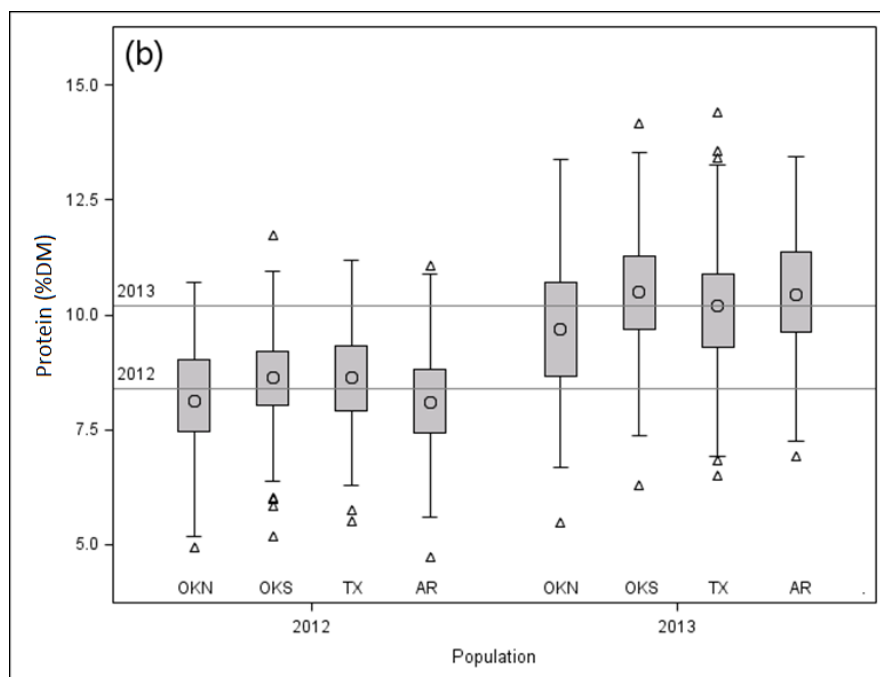 (b)
15.0
12.5
10.0
7.5
5.0
Protein (%DM)
2013
2012
OKN OKS TX AR OKN OKS TX AR .
2012 2013
Population